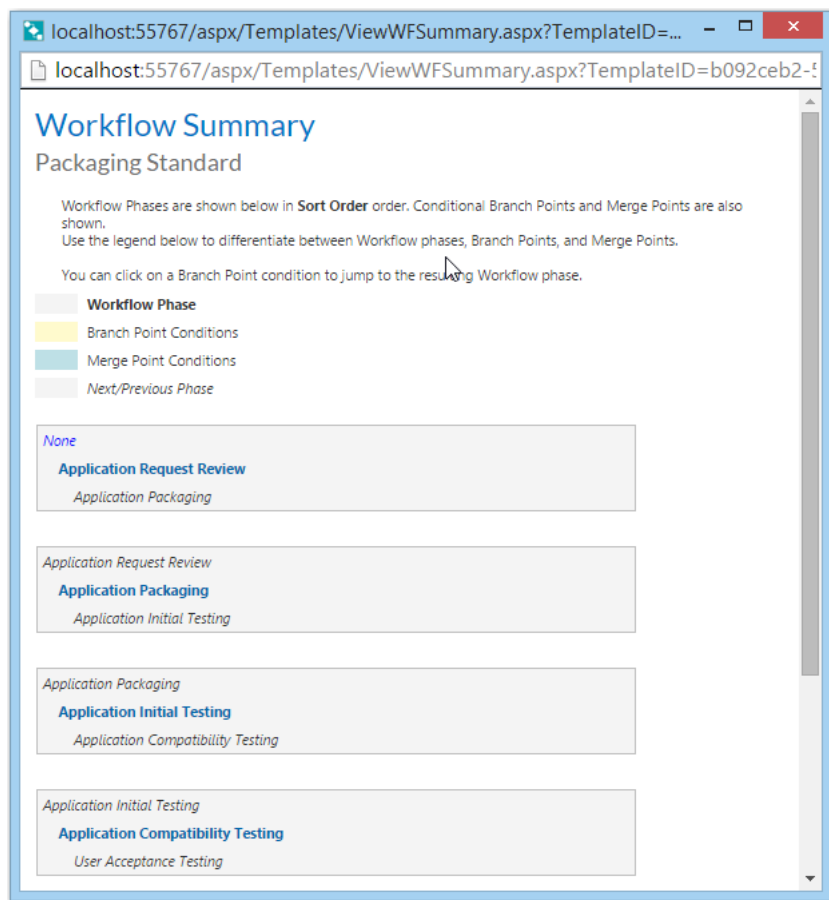 localhost:55767/aspx/Templates/ViewWFSummary.aspx?TemplateID=...
localhost:55767/aspx/Templates/ViewWFSummary.aspx?TemplateID=b092ceb2-5
Workflow Summary
Packaging Standard
Workflow Phases are shown below in Sort Order order. Conditional Branch Points and Merge Points are also
shown.
Use the legend below to differentiate between Workflow phases, Branch Points, and Merge Points.
You can click on a Branch Point condition to jump to the resulting Workflow phase.
Workflow Phase
Branch Point Conditions
Merge Point Conditions
Next/Previous Phase
None
Application Request Review
Application Packaging
Application Request Review
Application Packaging
Application Initial Testing
Application Packaging
Application Initial Testing
Application Compatibility Testing
Application Initial Testing
Application Compatibility Testing
User Acceptance Testing